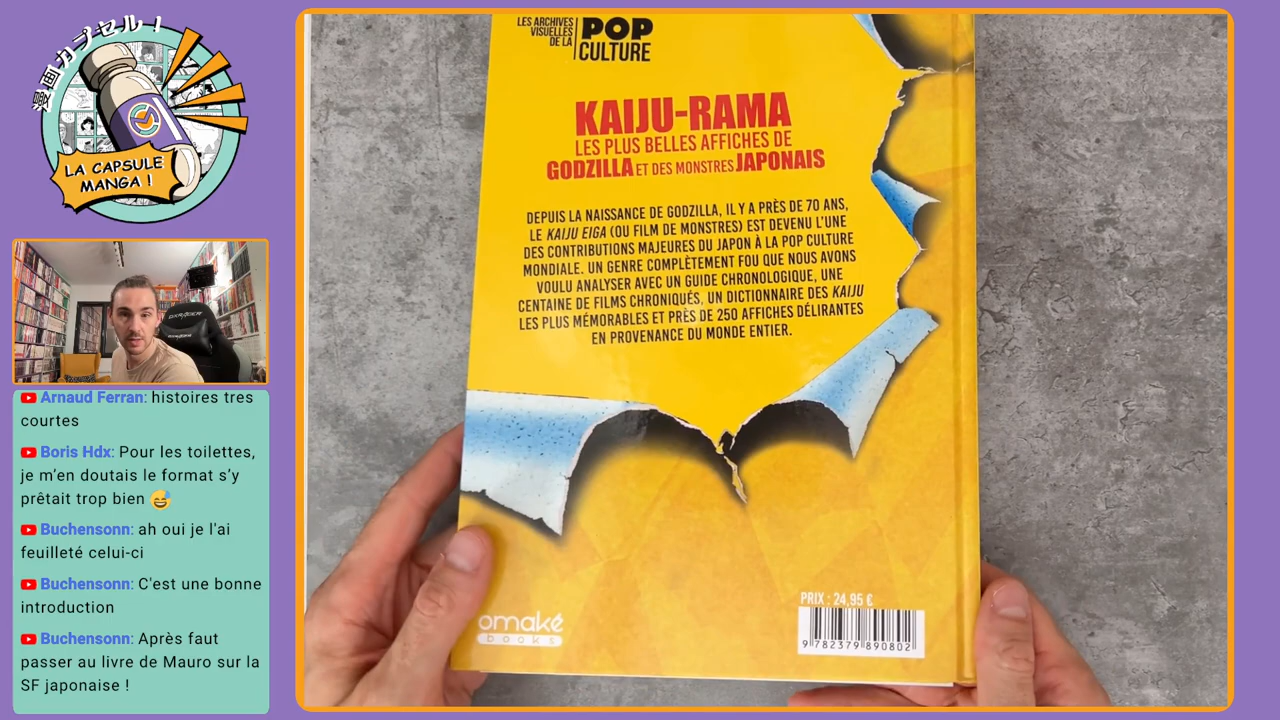 漫画カプセル！
LA CAPSULE
MANGA !
Arnaud Ferran: histoires tres
courtes
Boris Hdx: Pour les toilettes,
je m’en doutais le format s’y
prêtait trop bien 😅
Buchensonn: ah oui je l'ai
feuilleté celui-ci
Buchensonn: C'est une bonne
introduction
Buchensonn: Après faut
passer au livre de Mauro sur la
SF japonaise !
LES ARCHIVES
VISUELLES
DE LA
POP
CULTURE
KAIJU-RAMA
LES PLUS BELLES AFFICHES DE
GODZILLA ET DES MONSTRES JAPONAIS
DEPUIS LA NAISSANCE DE GODZILLA, IL Y A PRÈS DE 70 ANS,
LE KAIJU EIGA (OU FILM DE MONSTRES) EST DEVENU L’UNE
DES CONTRIBUTIONS MAJEURES DU JAPON À LA POP CULTURE
MONDIALE. UN GENRE COMPLÈTEMENT FOU QUE NOUS AVONS
VOULU ANALYSER AVEC UN GUIDE CHRONOLOGIQUE, UNE
CENTAINE DE FILMS CHRONIQUÉS, UN DICTIONNAIRE DES KAIJU
LES PLUS MÉMORABLES ET PRÈS DE 250 AFFICHES DÉLIRANTES
EN PROVENANCE DU MONDE ENTIER.
omaké
books
PRIX : 24,95 €
9 782379 890802